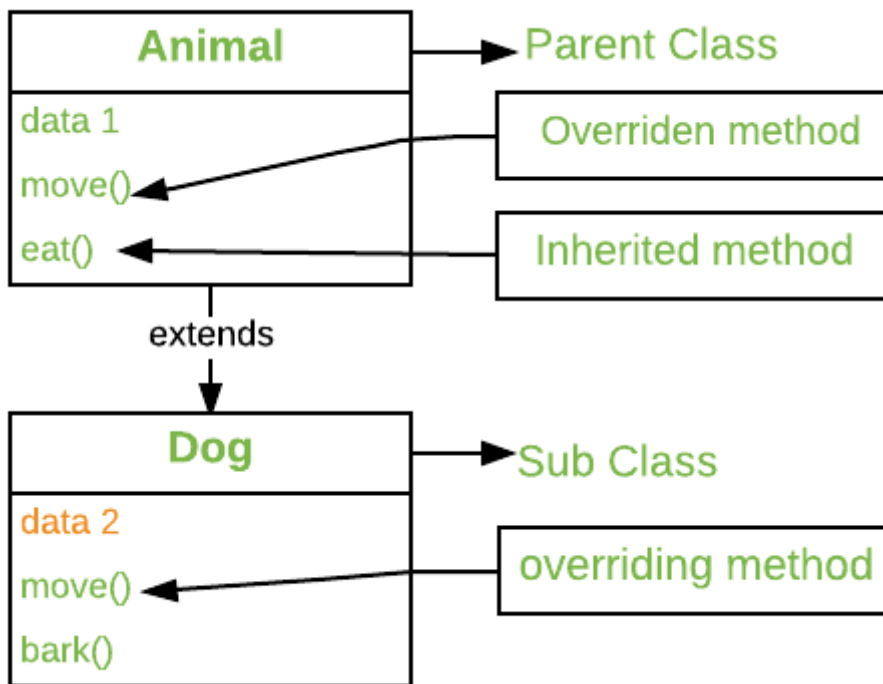 Animal
Parent Class
data 1
Overriden method
move()
eat()
Inherited method
extends
Dog
Sub Class
data 2
move()
overriding method
bark()